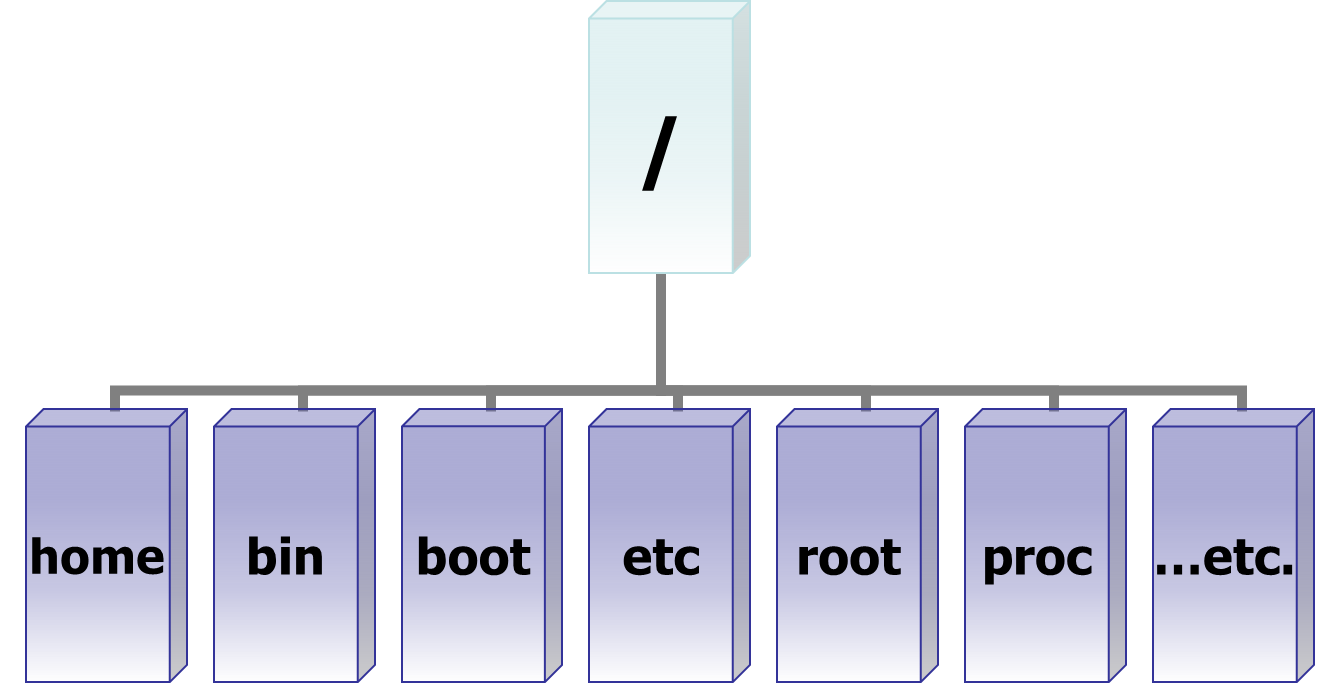 /
home
bin
boot
etc
root
proc
...etc.